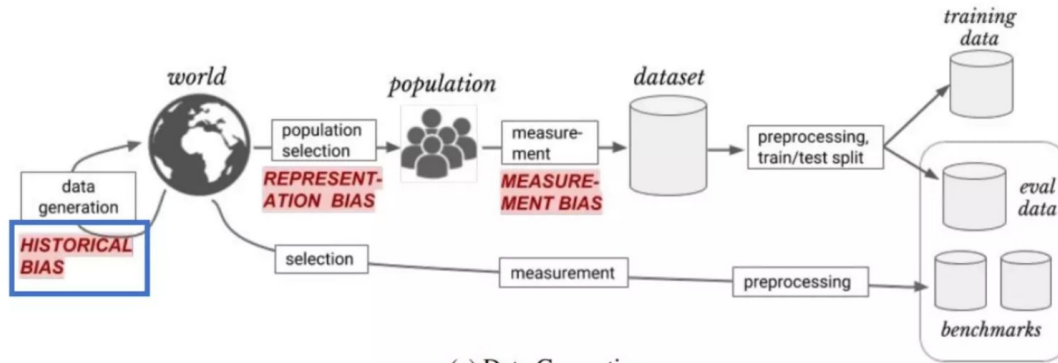 training
data
world
population
dataset
population
selection
measure-
ment
preprocessing,
train/test split
data
generation
REPRESENT-
ATION BIAS
MEASURE-
MENT BIAS
eval
data
HISTORICAL
BIAS
selection
measurement
preprocessing
benchmarks